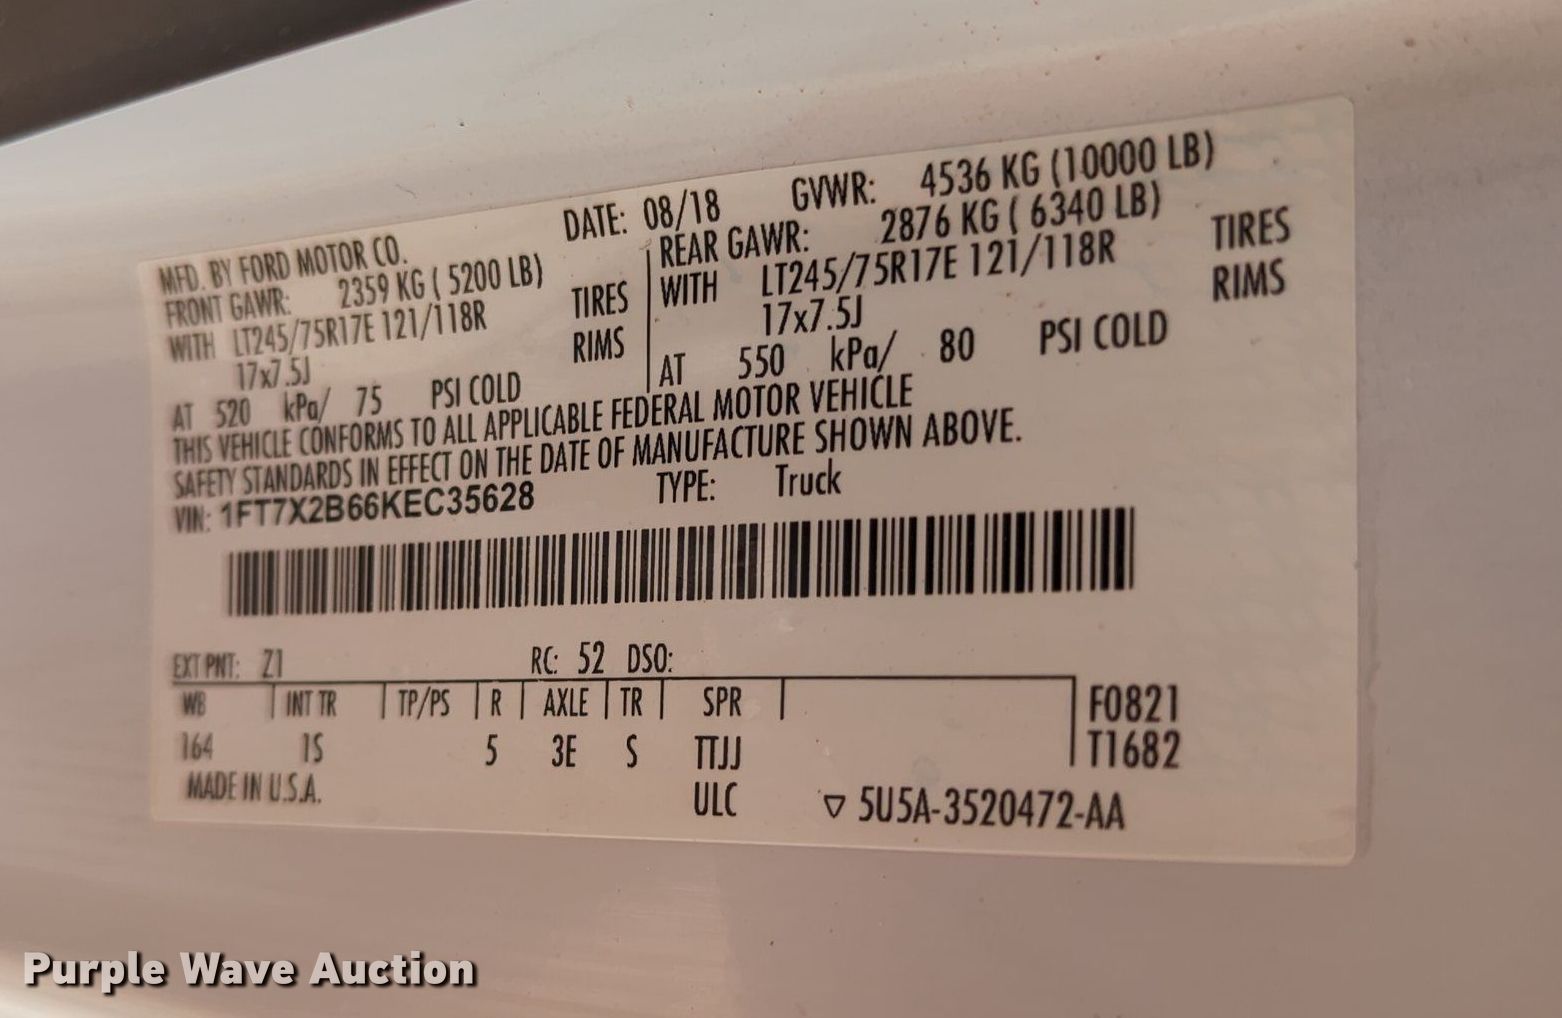 MFD. BY FORD MOTOR CO. DATE: 08/18 GVWR: 4536 KG (10000 LB)
FRONT GAWR: 2359 KG ( 5200 LB)
WITH LT245/75R17E 121/118R TIRES
17x7.5J RIMS
AT 520 kPa/ 75 PSI COLD
REAR GAWR: 2876 KG ( 6340 LB)
WITH LT245/75R17E 121/118R TIRES
17x7.5J RIMS
AT 550 kPa/ 80 PSI COLD
THIS VEHICLE CONFORMS TO ALL APPLICABLE FEDERAL MOTOR VEHICLE
SAFETY STANDARDS IN EFFECT ON THE DATE OF MANUFACTURE SHOWN ABOVE.
VIN: 1FT7X2B66KEC35628 TYPE: Truck
EXT PNT: Z1 RC: 52 DSO:
WB INT TR TP/PS R AXLE TR SPR F0821
164 1S 5 3E S TTJJ T1682
MADE IN U.S.A. ULC ▽ 5U5A-3520472-AA
Purple Wave Auction